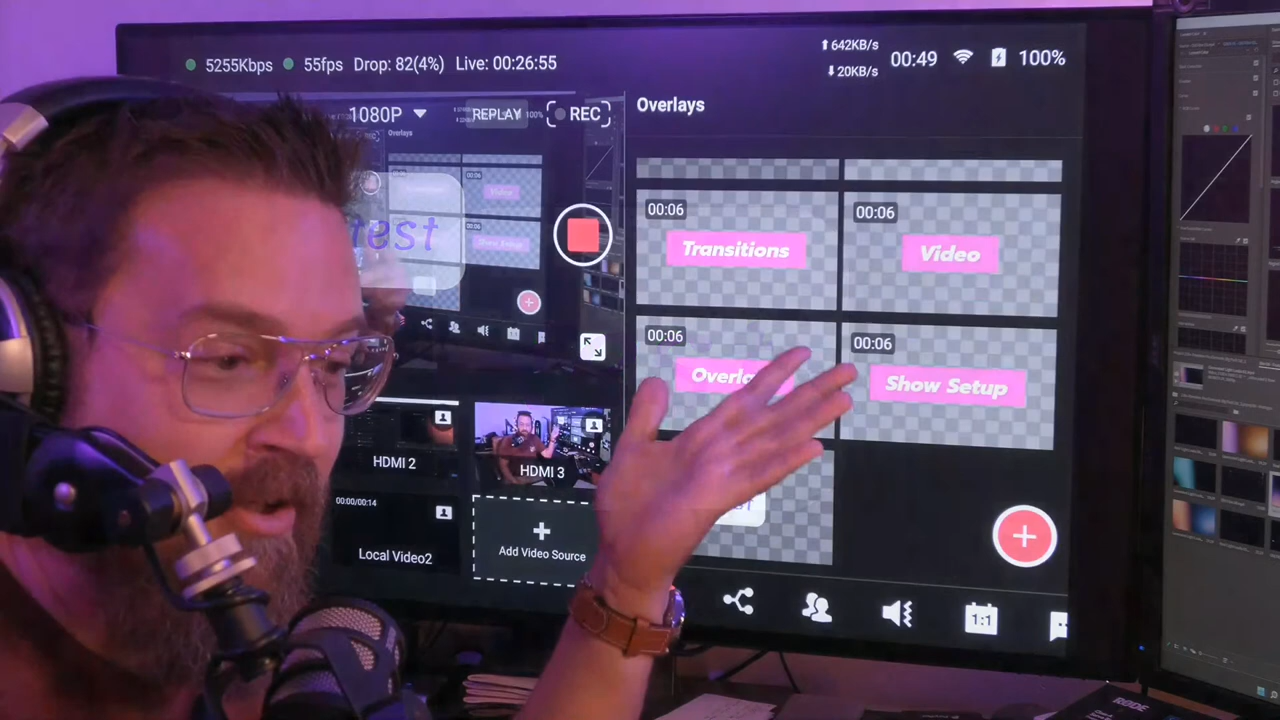 5255Kbps 55fps Drop: 82(4%) Live: 00:26:55
642KB/s
20KB/s
00:49 100%
1080P REPLAY REC
Overlays
00:06
Transitions
00:06
Video
00:06
00:06
Show Setup
test
HDMI 2
HDMI 3
00:00/00:14
Local Video2
Add Video Source
1:1
RØDE